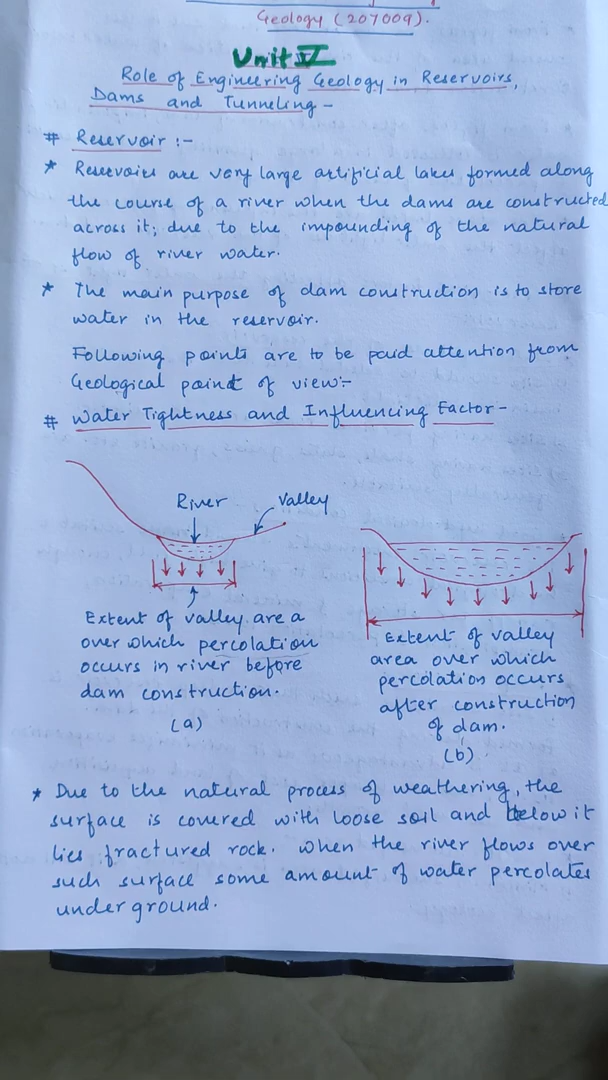 Geology (207009).
Unit V
Role of Engineering Geology in Reservoirs,
Dams and Tunneling -
# Reservoir :-
* Reservoirs are very large artificial lakes formed along
the course of a river when the dams are constructed
across it; due to the impounding of the natural
flow of river water.
* The main purpose of dam construction is to store
water in the reservoir.
Following points are to be paid attention from
Geological point of view:-
# Water Tightness and Influencing Factor -
River
Valley
Extent of valley are a
over which percolation
occurs in river before
dam construction.
(a)
Extent of valley
area over which
percolation occurs
after construction
of dam.
(b)
* Due to the natural process of weathering, the
surface is covered with loose soil and below it
lies fractured rock. when the river flows over
such surface some amount of water percolates
underground.